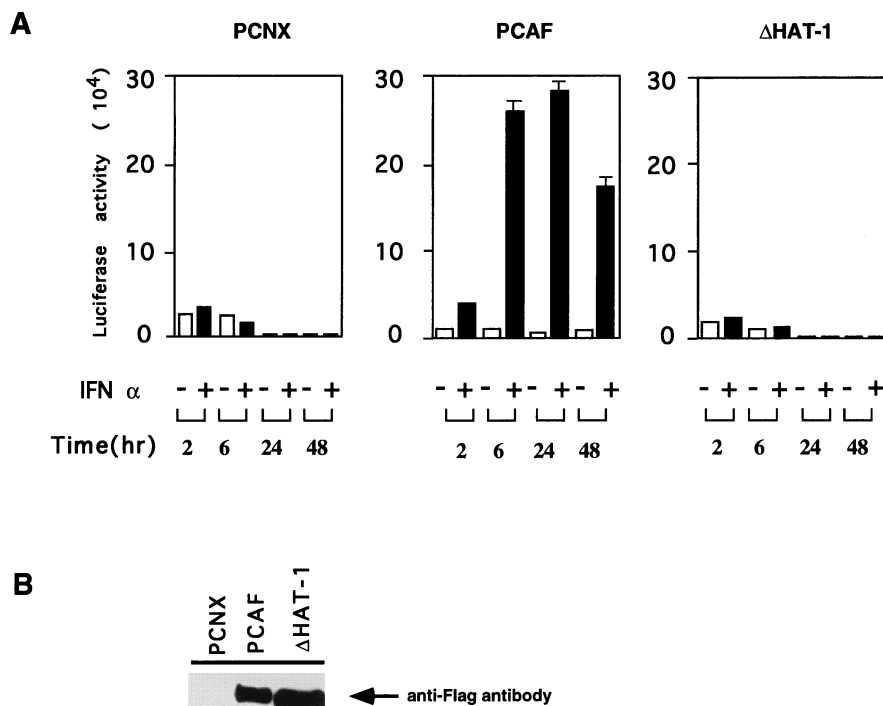 A
PCNX
PCAF
ΔHAT-1
Luciferase activity ( 10⁴)
30
20
10
0
30
20
10
0
30
20
10
0
IFN α
- + - + - + - +
- + - + - + - +
- + - + - + - +
Time(hr)
2 6 24 48
2 6 24 48
2 6 24 48
B
PCNX
PCAF
ΔHAT-1
anti-Flag antibody